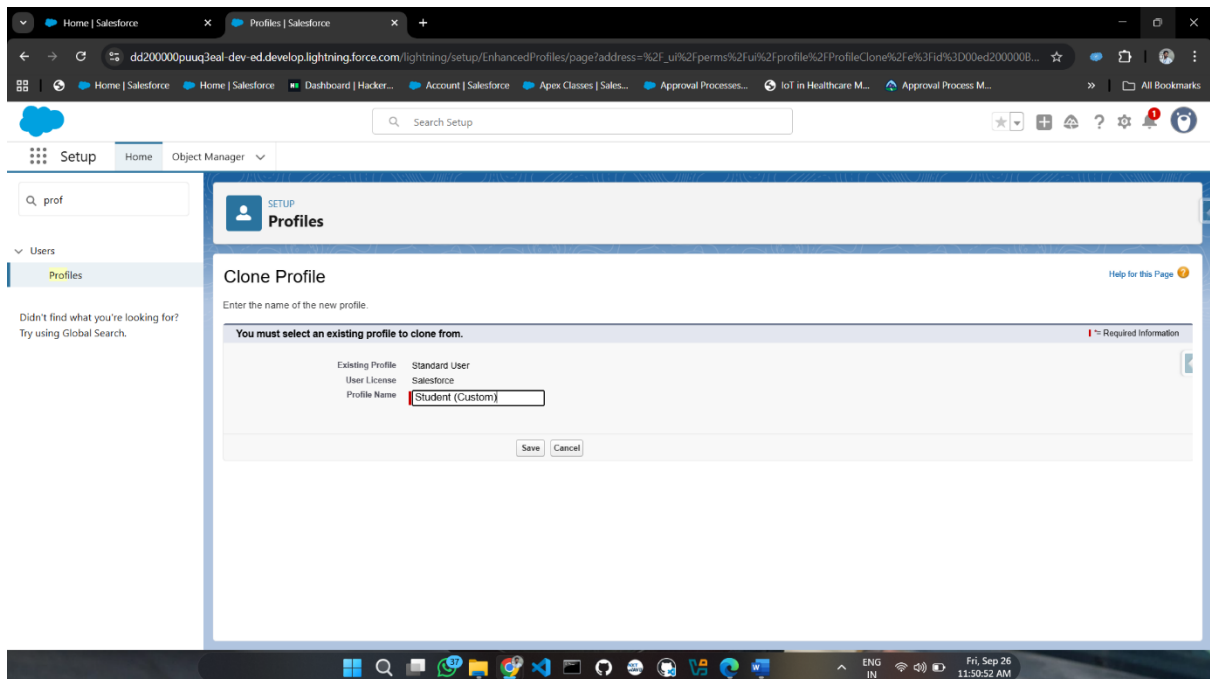 Home | Salesforce
Profiles | Salesforce
dd200000puuq3eal-dev-ed.develop.lightning.force.com/lightning/setup/EnhancedProfiles/page?address=%2F_ui%2Fperms%2Fui%2Fprofile%2FProfileClone%2Fe%3Fid%3D00ed200000B...
Home | Salesforce
Home | Salesforce
Dashboard | Hacker...
Account | Salesforce
Apex Classes | Sales...
Approval Processes...
IoT in Healthcare M...
Approval Process M...
» All Bookmarks
Search Setup
1
Setup
Home
Object Manager
prof
SETUP
Profiles
Users
Profiles
Didn't find what you're looking for?
Try using Global Search.
Clone Profile
Help for this Page
Enter the name of the new profile.
You must select an existing profile to clone from.
= Required Information
Existing Profile Standard User
User License Salesforce
Profile Name Student (Custom)
Save Cancel
37
ENG
IN
Fri, Sep 26
11:50:52 AM